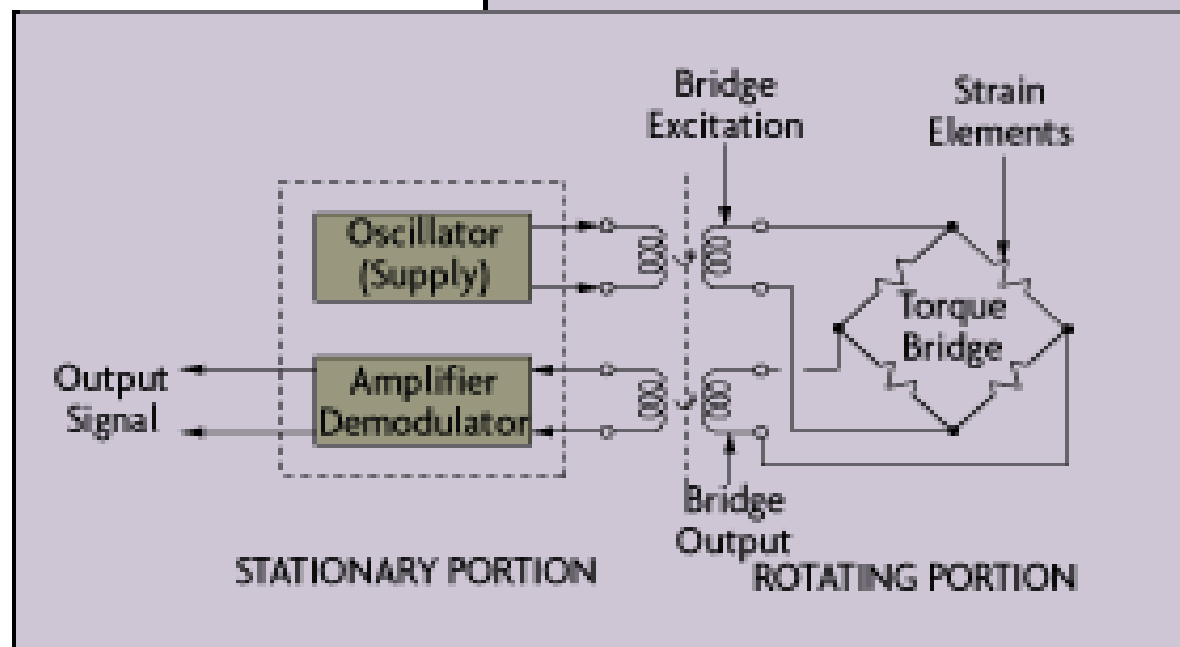 Bridge
Excitation
Strain
Elements
Oscillator
(Supply)
Torque
Bridge
Output
Signal
Amplifier
Demodulator
Bridge
Output
STATIONARY PORTION
ROTATING PORTION